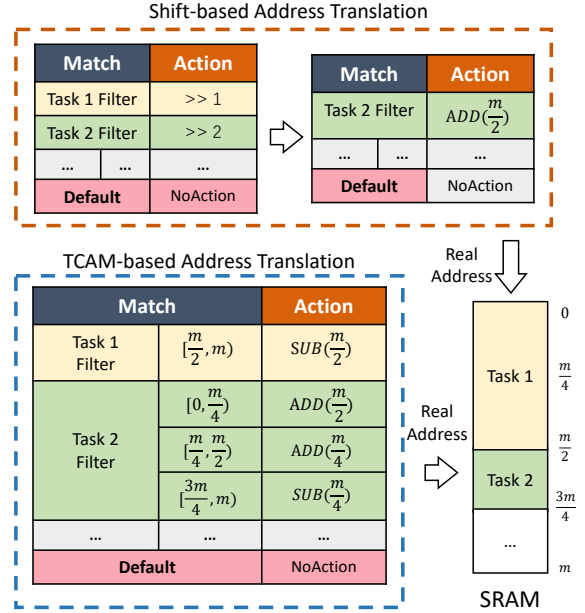 Shift-based Address Translation
Match Action
Task 1 Filter >> 1
Task 2 Filter >> 2
... ... ...
Default NoAction
Match Action
Task 2 Filter ADD(m/2)
... ... ...
Default NoAction
Real
Address
TCAM-based Address Translation
Match Action
Task 1
Filter
[m/2, m) SUB(m/2)
Task 2
Filter
[0, m/4) ADD(m/2)
[m/4, m/2) ADD(m/4)
[3m/4, m) SUB(m/4)
... ... ...
Default NoAction
Real
Address
0
Task 1
m/4
m/2
Task 2
3m/4
...
m
SRAM